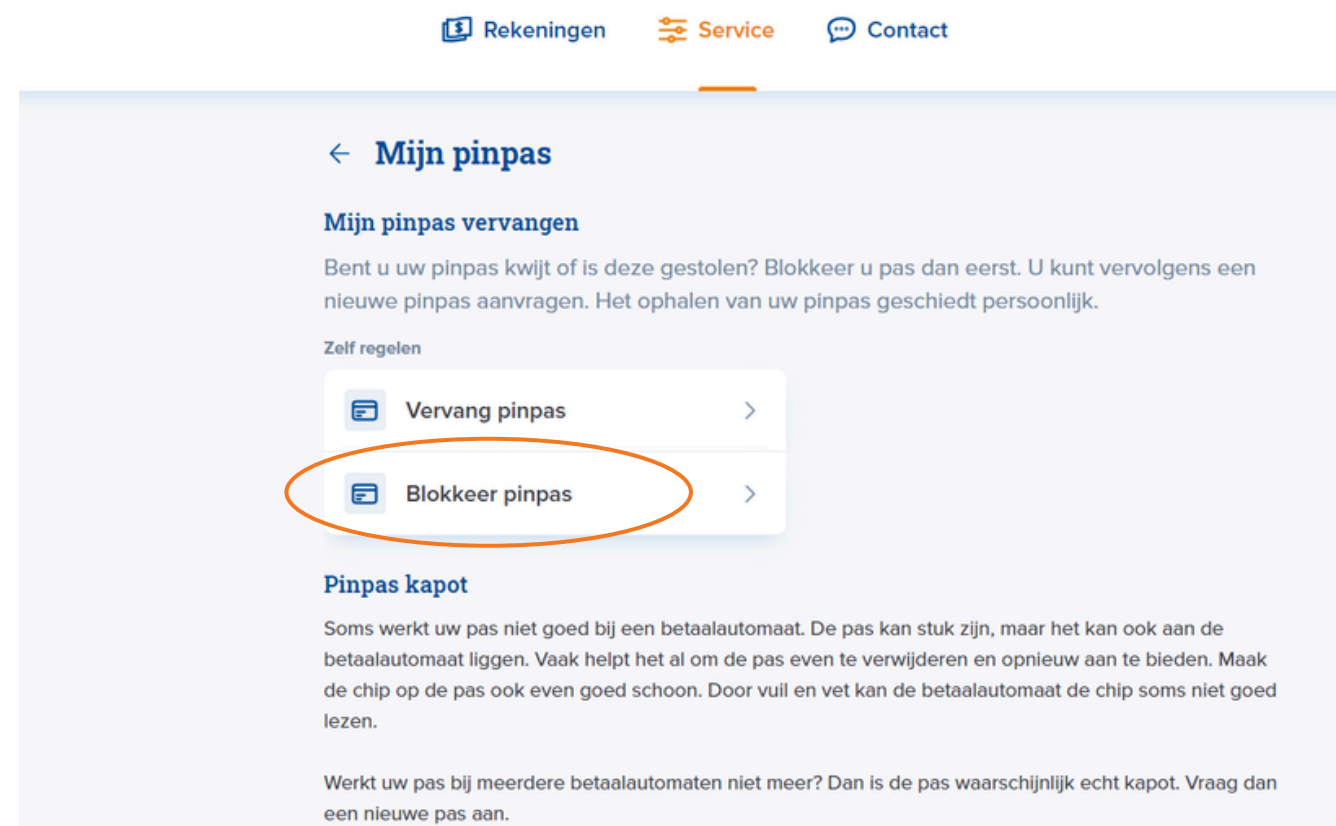 Rekeningen Service Contact
Mijn pinpas
Mijn pinpas vervangen
Bent u uw pinpas kwijt of is deze gestolen? Blokkeer u pas dan eerst. U kunt vervolgens een
nieuwe pinpas aanvragen. Het ophalen van uw pinpas geschiedt persoonlijk.
Zelf regelen
Vervang pinpas
Blokkeer pinpas
Pinpas kapot
Soms werkt uw pas niet goed bij een betaalautomaat. De pas kan stuk zijn, maar het kan ook aan de
betaalautomaat liggen. Vaak helpt het al om de pas even te verwijderen en opnieuw aan te bieden. Maak
de chip op de pas ook even goed schoon. Door vuil en vet kan de betaalautomaat de chip soms niet goed
lezen.
Werkt uw pas bij meerdere betaalautomaten niet meer? Dan is de pas waarschijnlijk echt kapot. Vraag dan
een nieuwe pas aan.